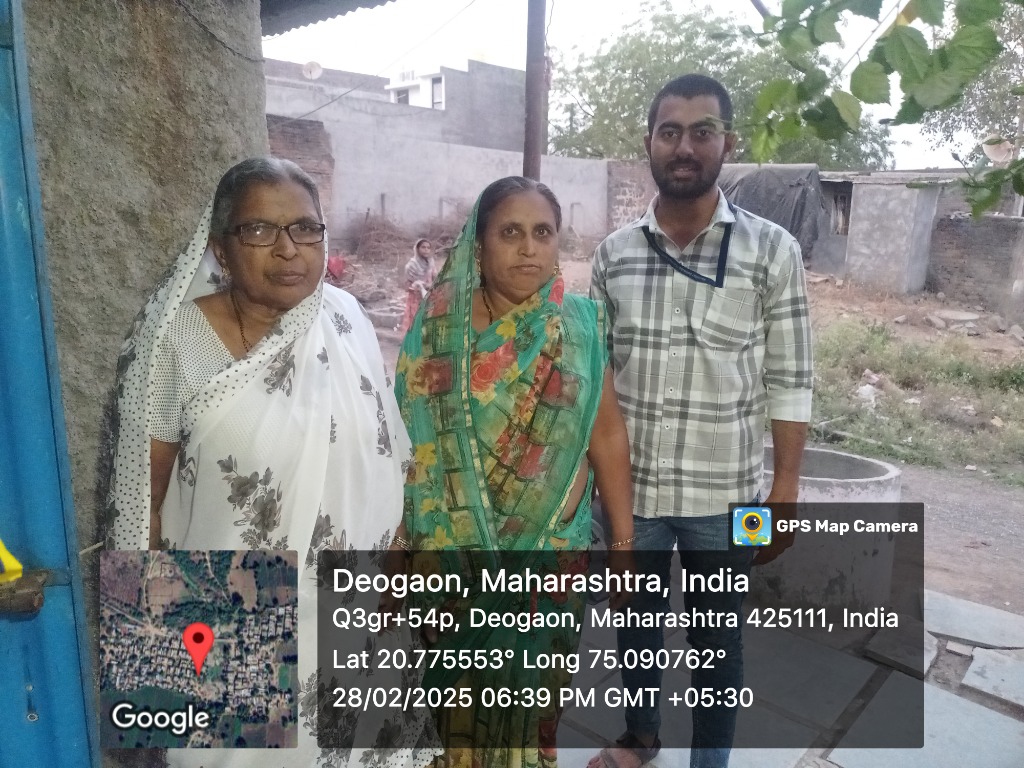 GPS Map Camera
Deogaon, Maharashtra, India
Q3gr+54p, Deogaon, Maharashtra 425111, India
Lat 20.775553° Long 75.090762°
28/02/2025 06:39 PM GMT +05:30
Google